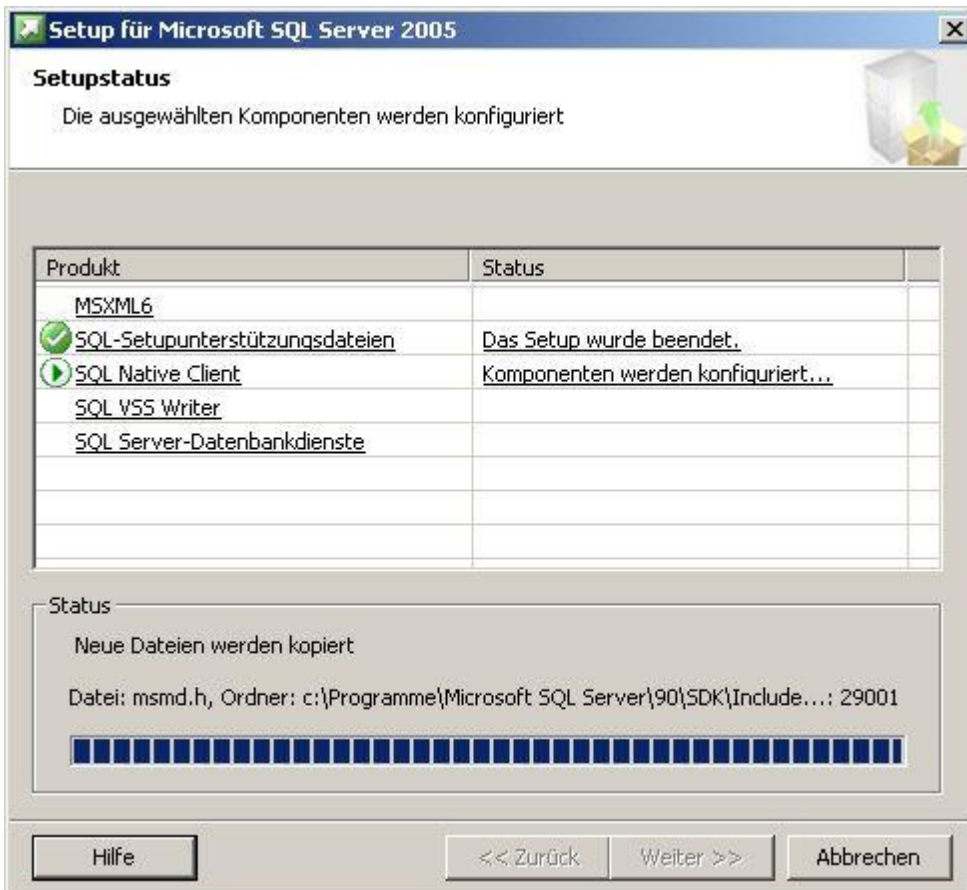 Setup für Microsoft SQL Server 2005
Setupstatus
Die ausgewählten Komponenten werden konfiguriert
Produkt Status
MSXML6
SQL-Setupunterstützungsdateien Das Setup wurde beendet.
SQL Native Client Komponenten werden konfiguriert...
SQL VSS Writer
SQL Server-Datenbankdienste
Status
Neue Dateien werden kopiert
Datei: msmd.h, Ordner: c:\Programme\Microsoft SQL Server\90\SDK\Include...: 29001
Hilfe << Zurück Weiter >> Abbrechen